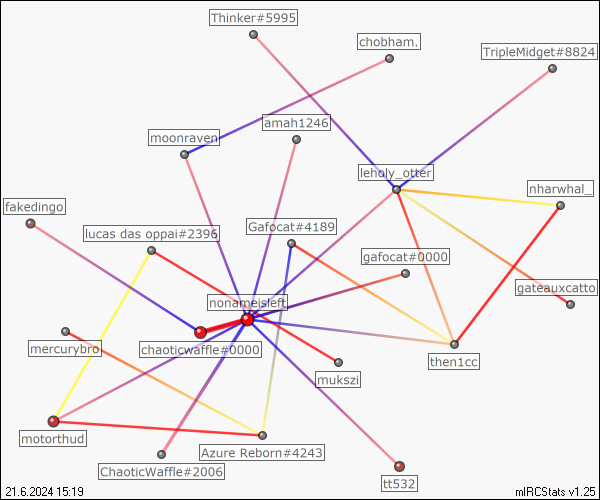 Thinker#5995
chobham.
TripleMidget#8824
amah1246
moonraven
leholy_otter
nharwhal_
fakedingo
lucas das oppai#2396
Gafocat#4189
gafocat#0000
gateauxcatto
nonameisleft
mercurybro
chaoticwaffle#0000
then1cc
mukszi
motorthud
Azure Reborn#4243
ChaoticWaffle#2006
tt532
21.6.2024 15:19
mIRCStats v1.25